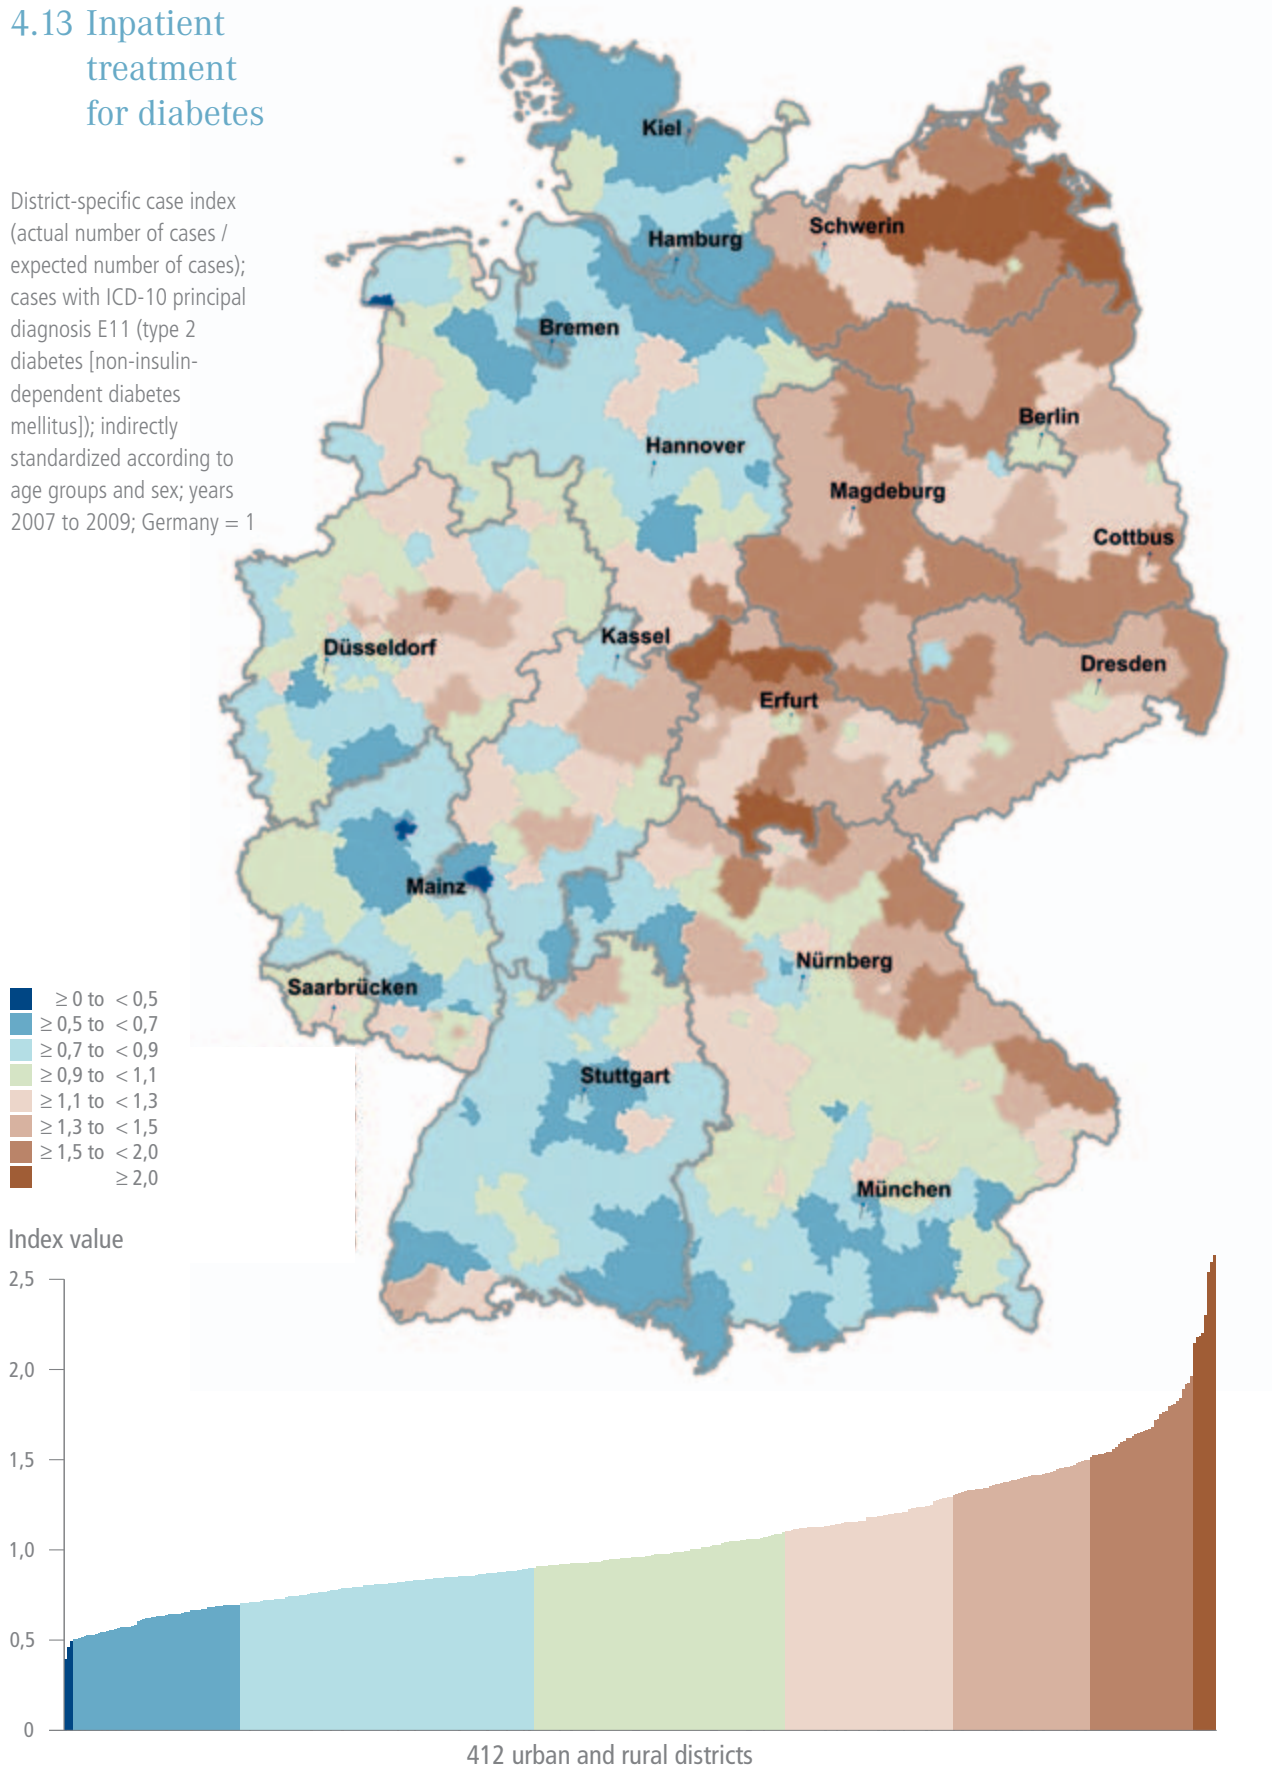 4.13 Inpatient
treatment
for diabetes
District-specific case index
(actual number of cases /
expected number of cases);
cases with ICD-10 principal
diagnosis E11 (type 2
diabetes [non-insulin-
dependent diabetes
mellitus]); indirectly
standardized according to
age groups and sex; years
2007 to 2009; Germany = 1
Kiel
Schwerin
Hamburg
Bremen
Berlin
Hannover
Magdeburg
Cottbus
Kassel
Düsseldorf
Dresden
Erfurt
Mainz
Nürnberg
Saarbrücken
Stuttgart
München
≥ 0 to < 0,5
≥ 0,5 to < 0,7
≥ 0,7 to < 0,9
≥ 0,9 to < 1,1
≥ 1,1 to < 1,3
≥ 1,3 to < 1,5
≥ 1,5 to < 2,0
≥ 2,0
Index value
2,5
2,0
1,5
1,0
0,5
0
412 urban and rural districts